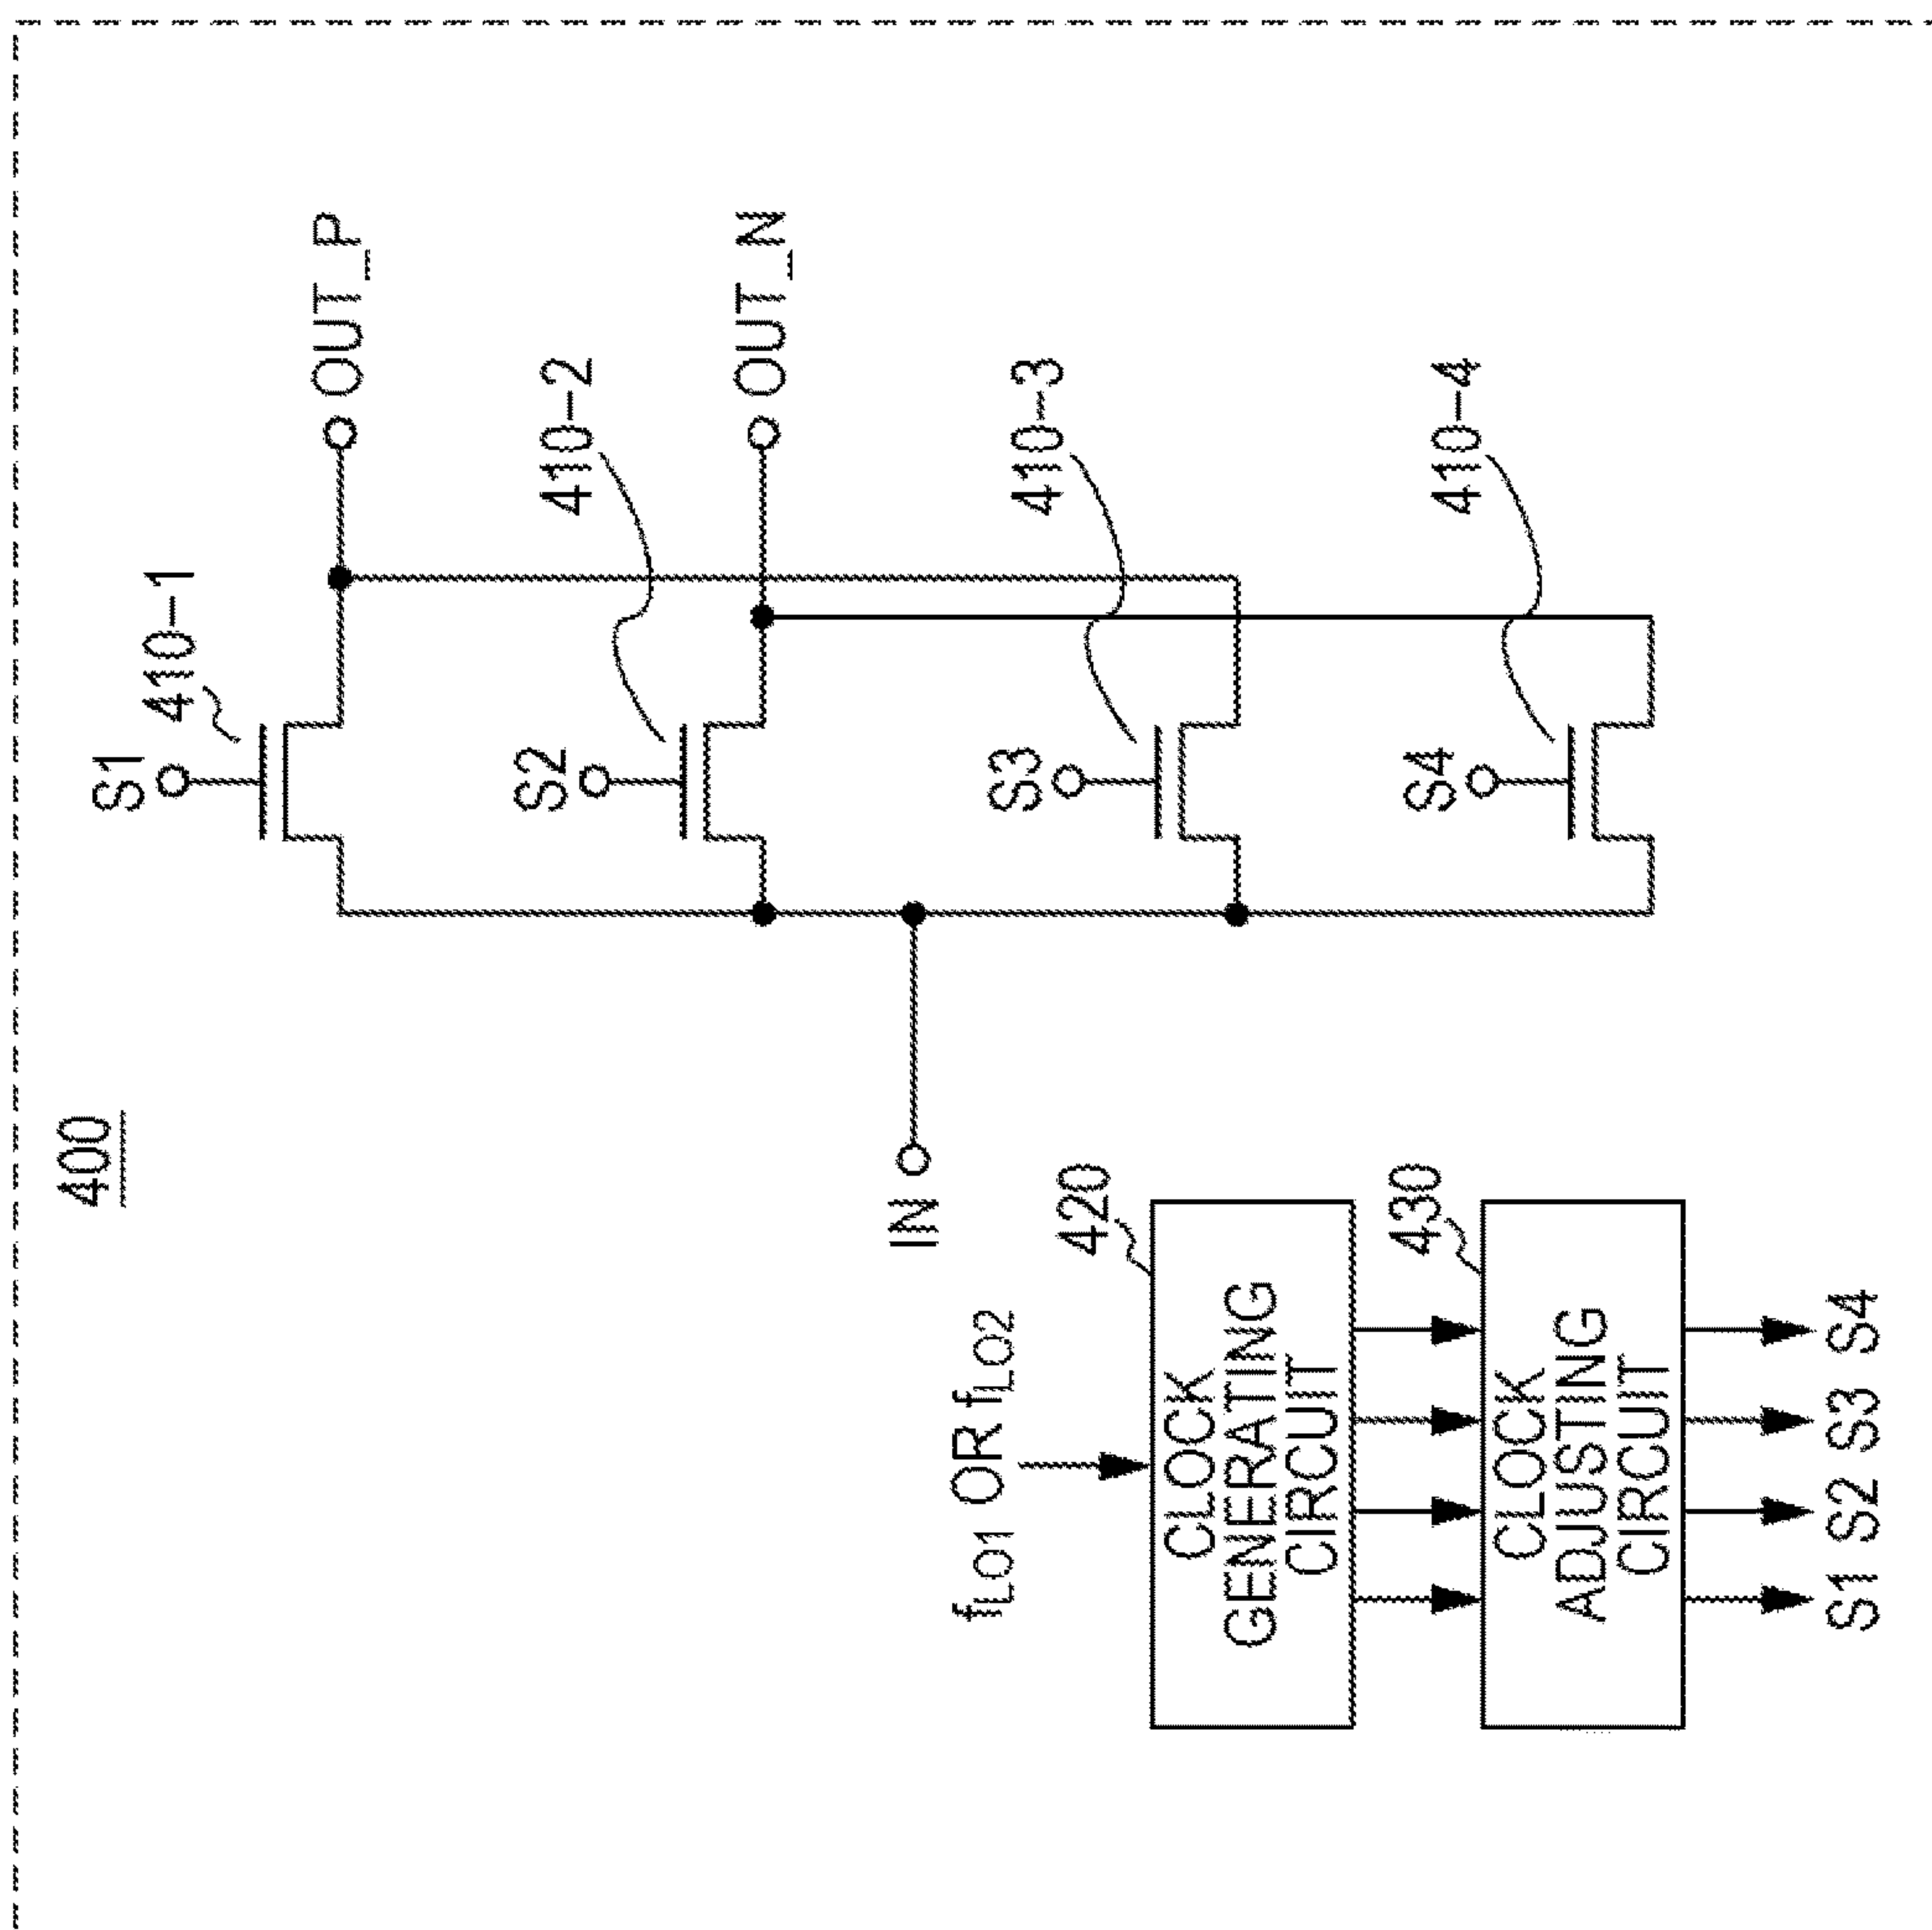 400
S1
410-1
OUT_P
S2
410-2
OUT_N
IN
S3
410-3
S4
410-4
fLO1 OR fLO2
420
CLOCK
GENERATING
CIRCUIT
430
CLOCK
ADJUSTING
CIRCUIT
S1 S2 S3 S4